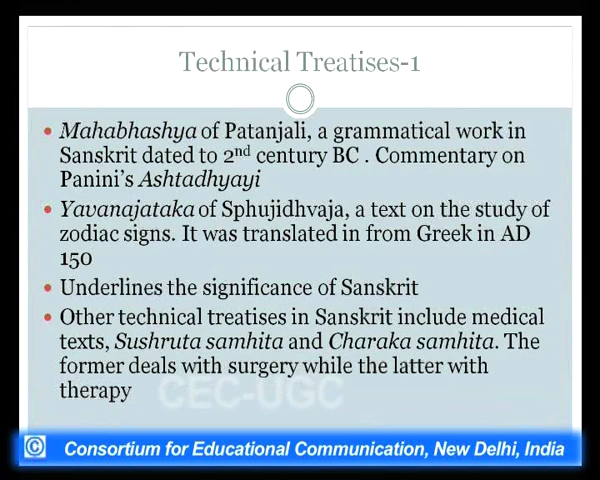 Technical Treatises-1
• Mahabhashya of Patanjali, a grammatical work in
Sanskrit dated to 2nd century BC . Commentary on
Panini's Ashtadhyayi
• Yavanajataka of Sphujidhvaja, a text on the study of
zodiac signs. It was translated in from Greek in AD
150
• Underlines the significance of Sanskrit
• Other technical treatises in Sanskrit include medical
texts, Sushruta samhita and Charaka samhita. The
former deals with surgery while the latter with
therapy
CEC-UGC
© Consortium for Educational Communication, New Delhi, India